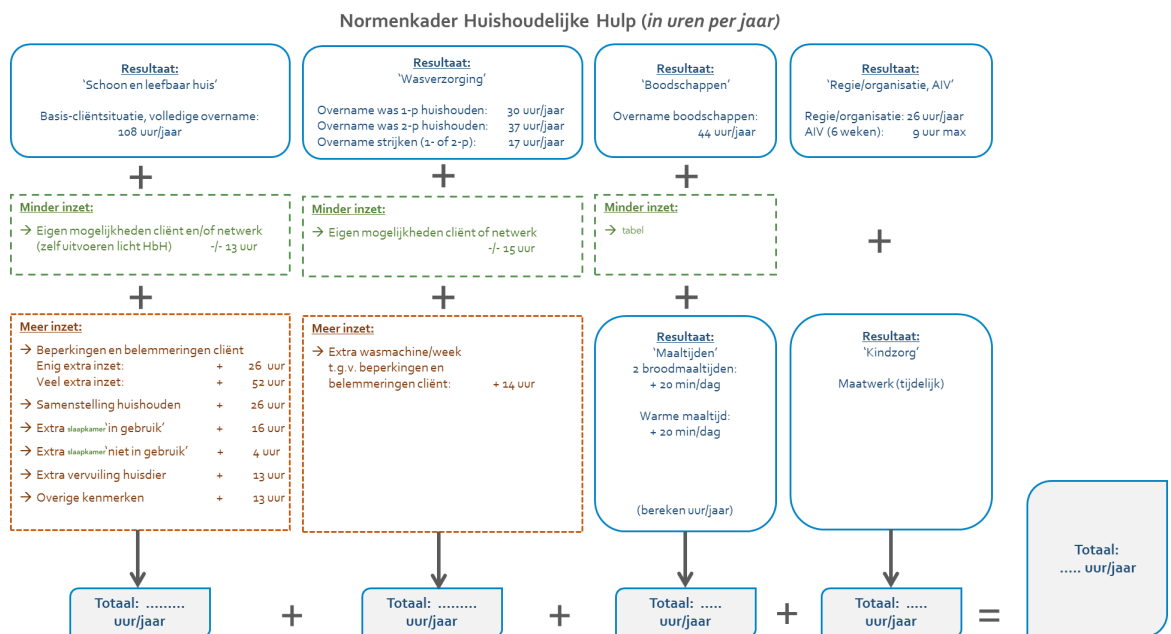 Normenkader Huishoudelijke Hulp (in uren per jaar)
Resultaat:
‘Schoon en leefbaar huis’
Basis-cliëntsituatie, volledige overname:
108 uur/jaar
Resultaat:
‘Wasverzorging’
Overname was 1-p huishouden: 30 uur/jaar
Overname was 2-p huishouden: 37 uur/jaar
Overname strijken (1- of 2-p): 17 uur/jaar
Resultaat:
‘Boodschappen’
Overname boodschappen:
44 uur/jaar
Resultaat:
‘Regie/organisatie, AIV’
Regie/organisatie: 26 uur/jaar
AIV (6 weken): 9 uur max
+ + +
Minder inzet:
→ Eigen mogelijkheden cliënt en/of netwerk
(zelf uitvoeren licht HbH) -/- 13 uur
Minder inzet:
→ Eigen mogelijkheden cliënt of netwerk
-/- 15 uur
Minder inzet:
→ tabel
+
+ + +
Meer inzet:
→ Beperkingen en belemmeringen cliënt
Enig extra inzet: + 26 uur
Veel extra inzet: + 52 uur
→ Samenstelling huishouden + 26 uur
→ Extra slaapkamer ‘in gebruik’ + 16 uur
→ Extra slaapkamer ‘niet in gebruik’ + 4 uur
→ Extra vervuiling huisdier + 13 uur
→ Overige kenmerken + 13 uur
Meer inzet:
→ Extra wasmachine/week
t.g.v. beperkingen en
belemmeringen cliënt: + 14 uur
Resultaat:
‘Maaltijden’
2 broodmaaltijden:
+ 20 min/dag
Warme maaltijd:
+ 20 min/dag
(bereken uur/jaar)
Resultaat:
‘Kindzorg’
Maatwerk (tijdelijk)
Totaal: .........
uur/jaar
+
Totaal: .........
uur/jaar
+
Totaal: .....
uur/jaar
+
Totaal: .....
uur/jaar
=
Totaal:
..... uur/jaar